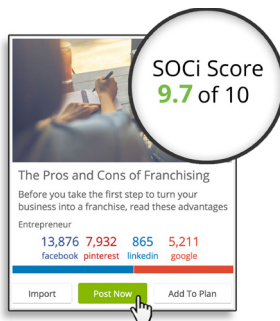 SOCi Score
9.7 of 10
The Pros and Cons of Franchising
Before you take the first step to turn your
business into a franchise, read these advantages
Entrepreneur
13,876 7,932 865 5,211
facebook pinterest linkedin google
Import Post Now Add To Plan